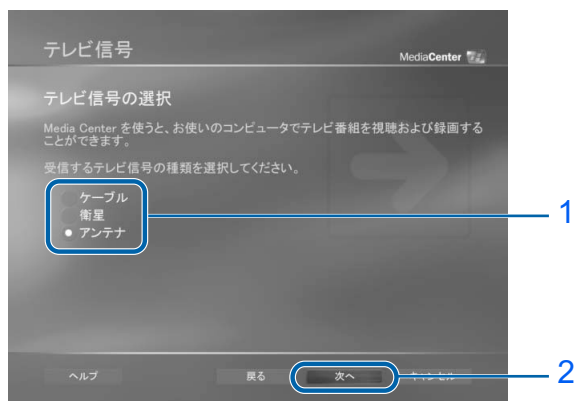 テレビ信号
MediaCenter
テレビ信号の選択
Media Center を使うと、お使いのコンピュータでテレビ番組を視聴および録画する
ことができます。
受信するテレビ信号の種類を選択してください。
ケーブル
衛星
アンテナ
1
ヘルプ
戻る
次へ
キャンセル
2